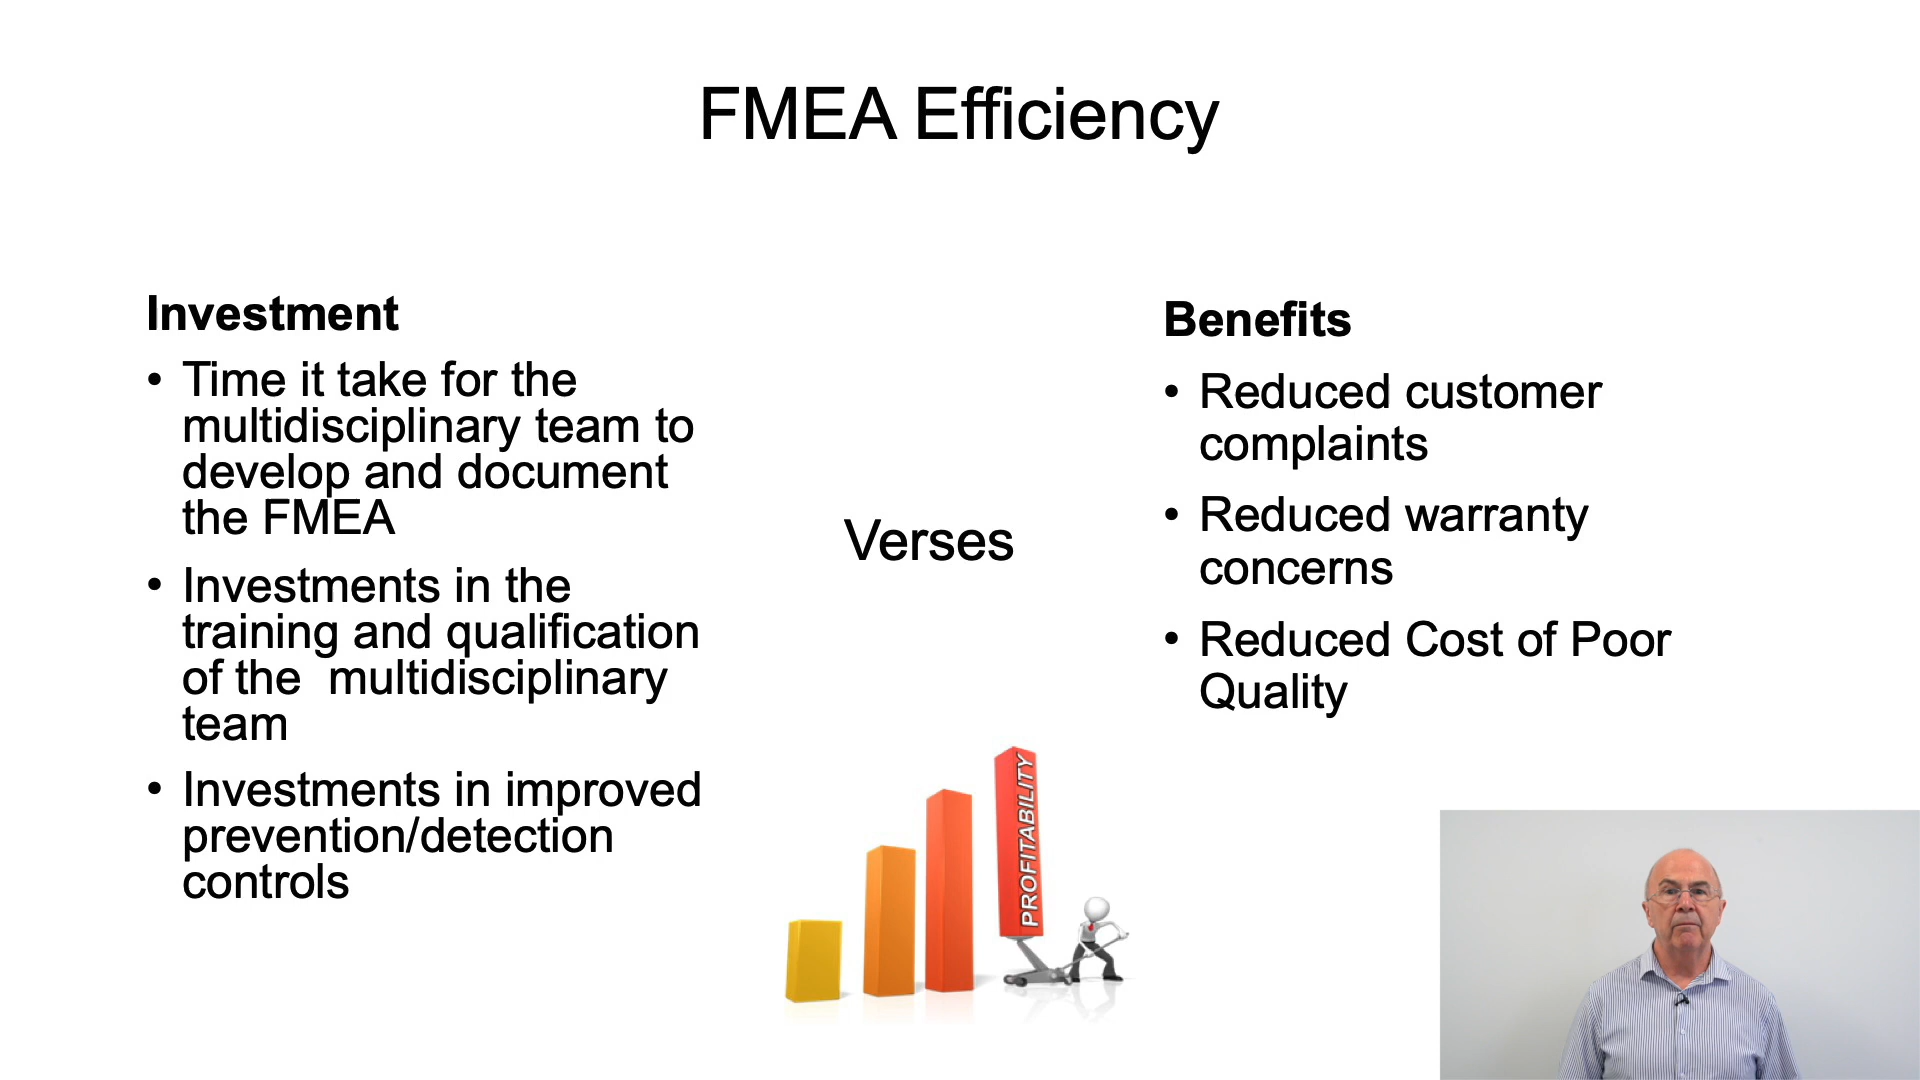 FMEA Efficiency
Investment
• Time it take for the
multidisciplinary team to
develop and document
the FMEA
• Investments in the
training and qualification
of the  multidisciplinary
team
• Investments in improved
prevention/detection
controls
Verses
PROFITABILITY
Benefits
• Reduced customer
complaints
• Reduced warranty
concerns
• Reduced Cost of Poor
Quality